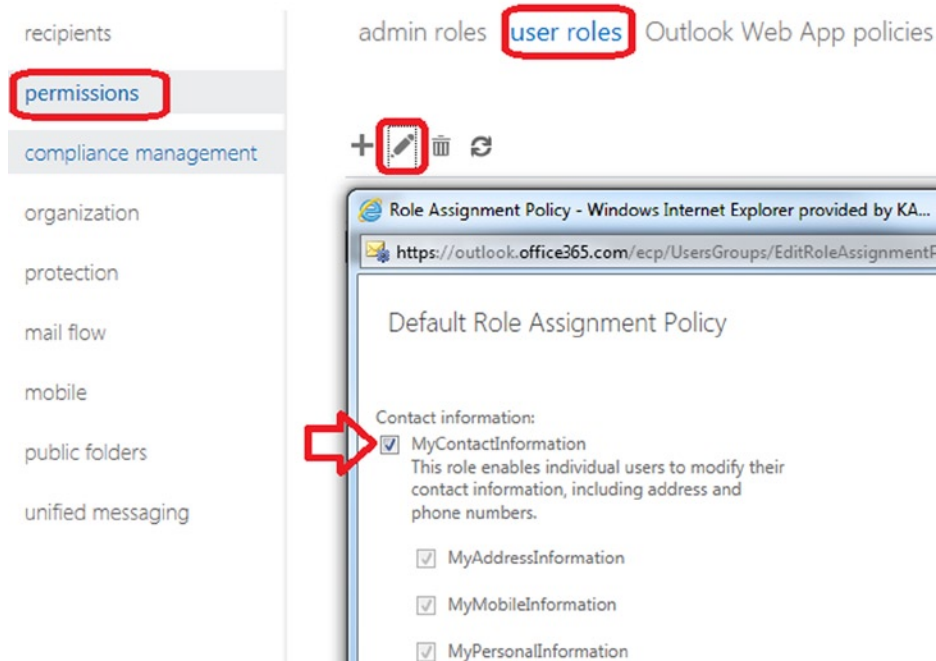 recipients
permissions
compliance management
organization
protection
mail flow
mobile
public folders
unified messaging
admin roles user roles Outlook Web App policies
Role Assignment Policy - Windows Internet Explorer provided by KA...
https://outlook.office365.com/ecp/UsersGroups/EditRoleAssignmentP
Default Role Assignment Policy
Contact information:
MyContactInformation
This role enables individual users to modify their
contact information, including address and
phone numbers.
MyAddressInformation
MyMobileInformation
MyPersonalInformation